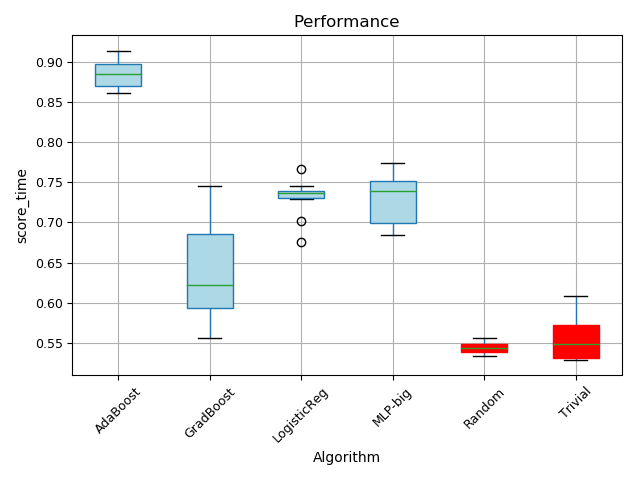 Performance
score_time
0.90
0.85
0.80
0.75
0.70
0.65
0.60
0.55
AdaBoost
GradBoost
LogisticReg
MLP-big
Random
Trivial
Algorithm